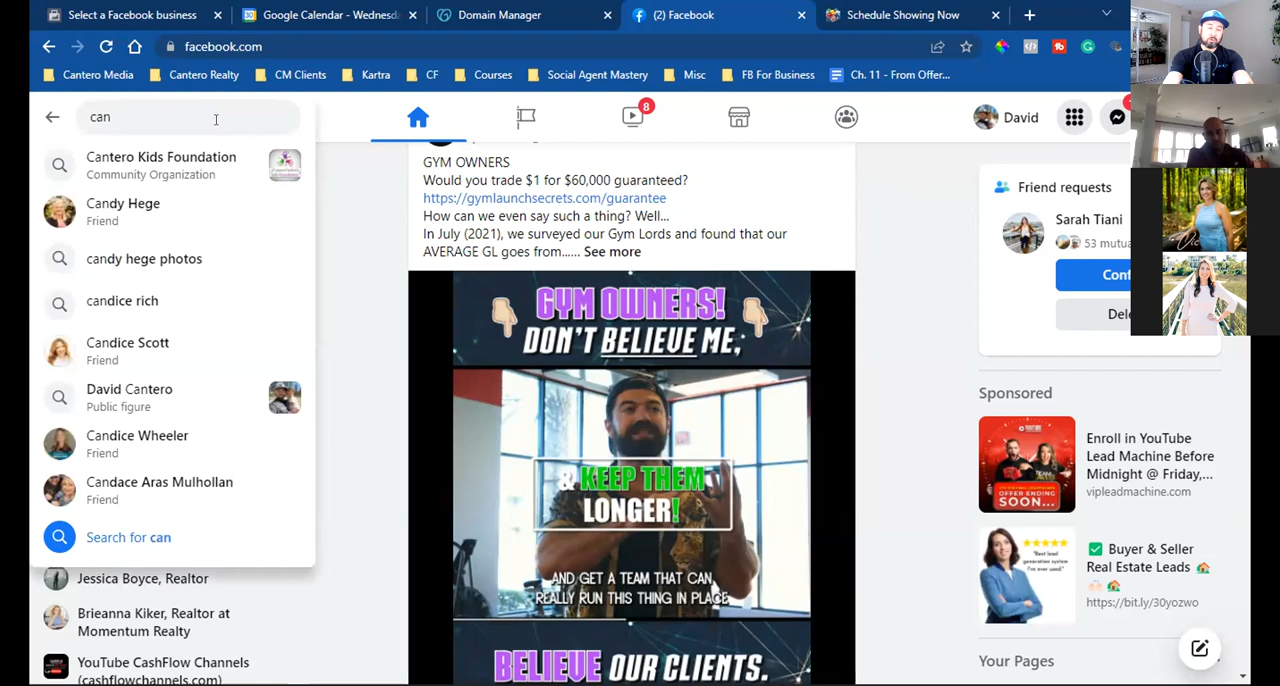 Select a Facebook business
Google Calendar - Wednesda
Domain Manager
(2) Facebook
Schedule Showing Now
facebook.com
Cantero Media
Cantero Realty
CM Clients
Kartra
CF
Courses
Social Agent Mastery
Misc
FB For Business
Ch. 11 - From Offer...
can
8
David
Cantero Kids Foundation
Community Organization
Candy Hege
Friend
candy hege photos
candice rich
Candice Scott
Friend
David Cantero
Public figure
Candice Wheeler
Friend
Candace Aras Mulhollan
Friend
Search for can
Jessica Boyce, Realtor
Brienna Kiker, Realtor at
Momentum Realty
YouTube CashFlow Channels
(cashflowchannels.com)
GYM OWNERS
Would you trade $1 for $60,000 guaranteed?
https://gymlaunchsecrets.com/guarantee
How can we even say such a thing? Well...
In July (2021), we surveyed our Gym Lords and found that our
AVERAGE GL goes from...... See more
GYM OWNERS!
DON'T BELIEVE ME,
& KEEP THEM
LONGER!
AND GET A TEAM THAT CAN
REALLY RUN THIS THING IN PLACE
BELIEVE OUR CLIENTS.
Friend requests
Sarah Tiani
53 mutua
Conf
Dele
Sponsored
Enroll in YouTube
Lead Machine Before
Midnight @ Friday,...
vipleadmachine.com
OFFER ENDING
SOON...
Buyer & Seller
Real Estate Leads
https://bit.ly/30yozwo
Your Pages